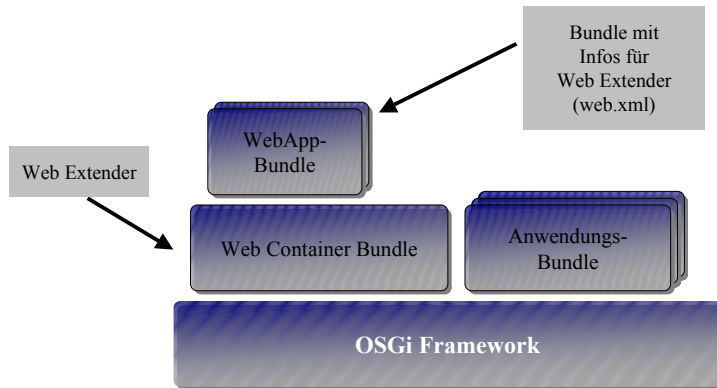 Bundle mit
Infos für
Web Extender
(web.xml)
WebApp-
Bundle
Web Extender
Web Container Bundle
Anwendungs-
Bundle
OSGi Framework